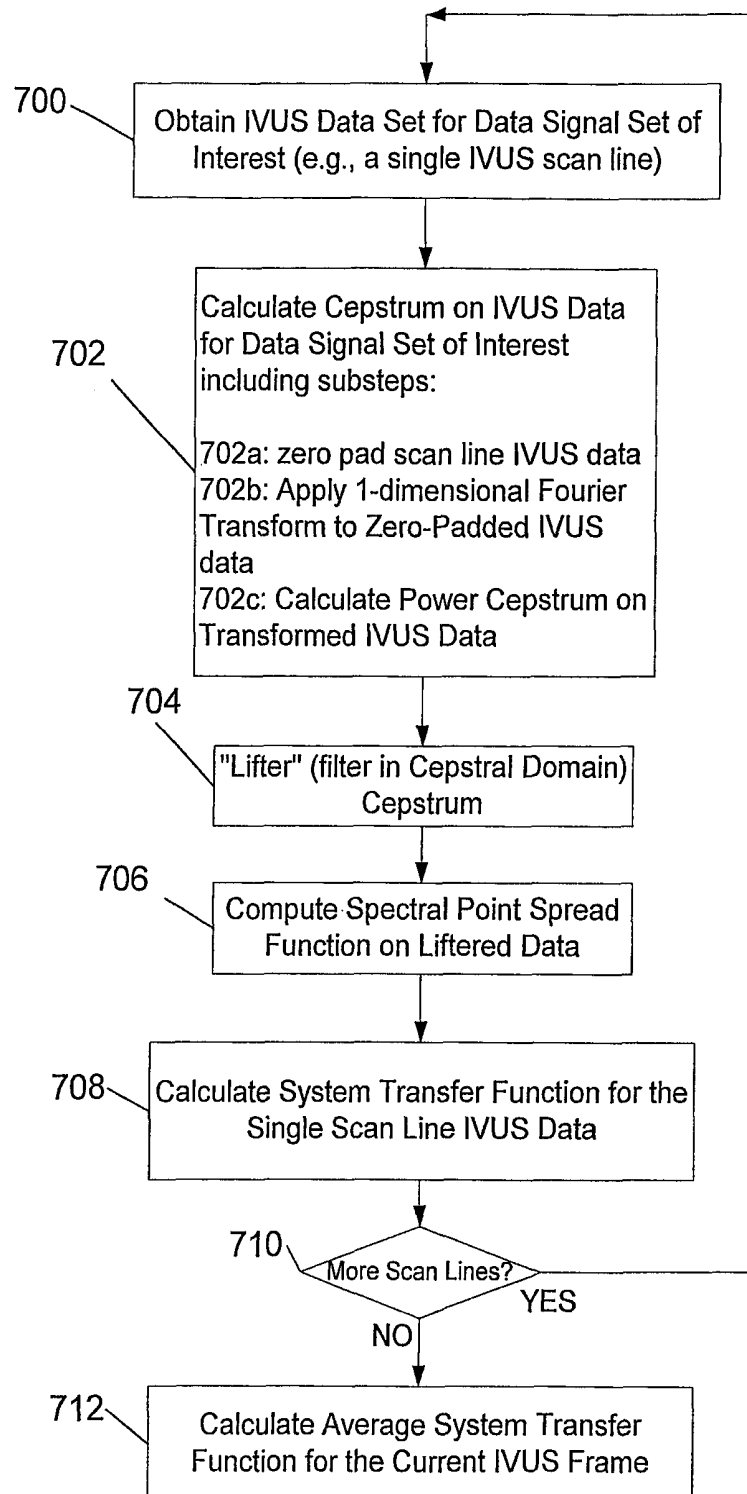 700
Obtain IVUS Data Set for Data Signal Set of
Interest (e.g., a single IVUS scan line)
702
Calculate Cepstrum on IVUS Data
for Data Signal Set of Interest
including substeps:
702a: zero pad scan line IVUS data
702b: Apply 1-dimensional Fourier
Transform to Zero-Padded IVUS
data
702c: Calculate Power Cepstrum on
Transformed IVUS Data
704
"Lifter" (filter in Cepstral Domain)
Cepstrum
706
Compute Spectral Point Spread
Function on Liftered Data
708
Calculate System Transfer Function for the
Single Scan Line IVUS Data
710
More Scan Lines?
YES
NO
712
Calculate Average System Transfer
Function for the Current IVUS Frame